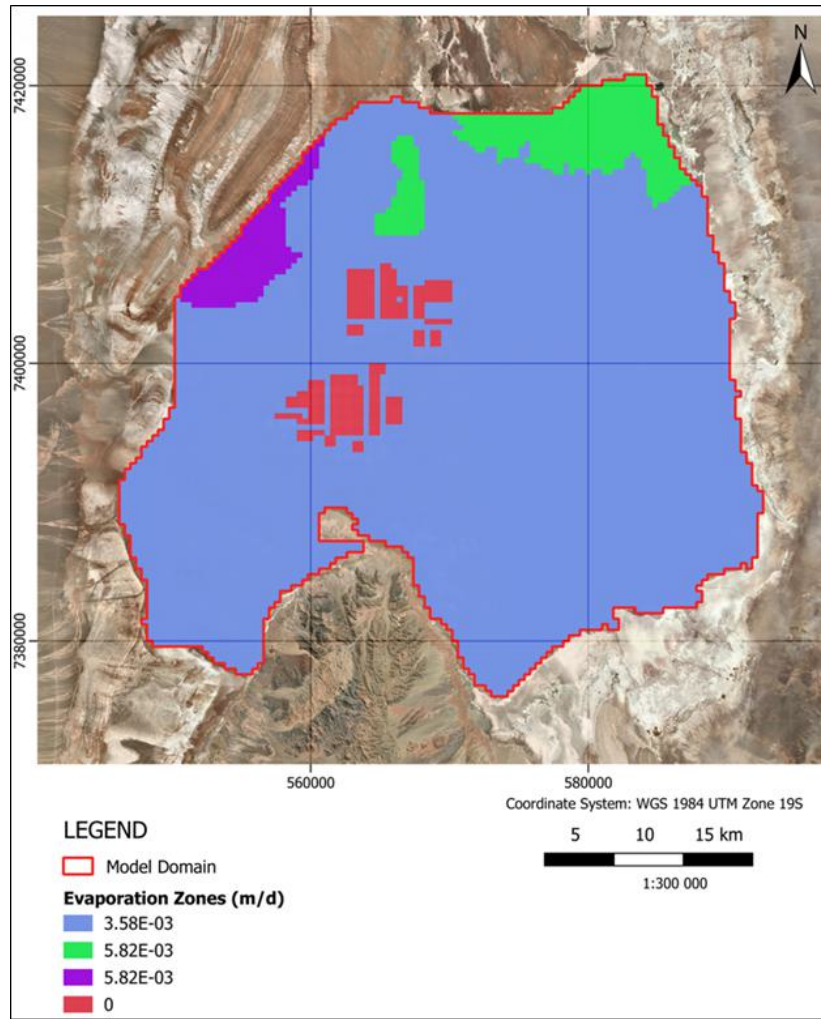 N
7420000
7400000
7380000
560000
580000
Coordinate System: WGS 1984 UTM Zone 19S
LEGEND
Model Domain
Evaporation Zones (m/d)
3.58E-03
5.82E-03
5.82E-03
0
5 10 15 km
1:300 000